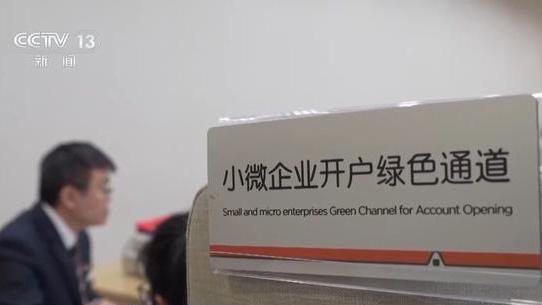 CCTV 13
新闻
小微企业开户绿色通道
Small and micro enterprises Green Channel for Account Opening